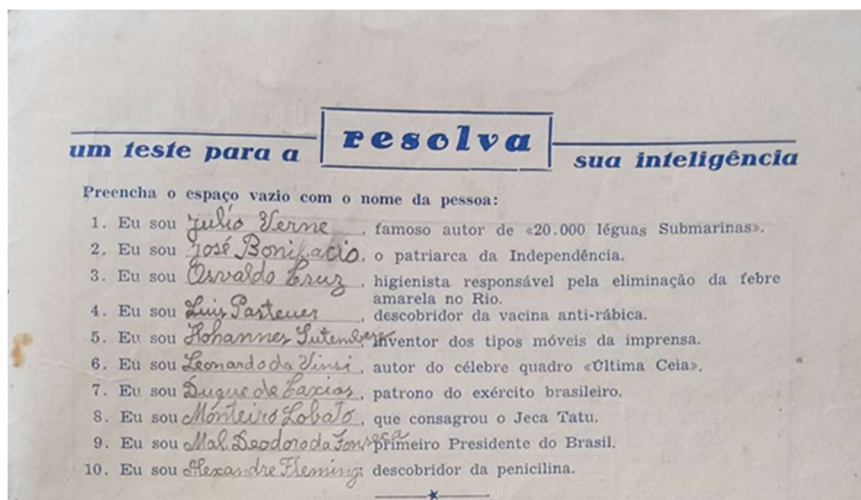 um teste para a resolva sua inteligência
Preencha o espaço vazio com o nome da pessoa:
1. Eu sou Julio Verne, famoso autor de «20.000 léguas Submarinas».
2. Eu sou José Bonifacio, o patriarca da Independência.
3. Eu sou Osvaldo Cruz, higienista responsável pela eliminação da febre
amarela no Rio.
4. Eu sou Luis Pasteuer, descobridor da vacina anti-rábica.
5. Eu sou Hohannes Gutemberg, inventor dos tipos móveis da imprensa.
6. Eu sou Leonardo da Vinsi, autor do célebre quadro «Última Ceia».
7. Eu sou Duque de Caxias, patrono do exército brasileiro.
8. Eu sou Monteiro Lobato, que consagrou o Jeca Tatu.
9. Eu sou Mal. Deodoro da Fonseca primeiro Presidente do Brasil.
10. Eu sou Alexandre Fleming, descobridor da penicilina.